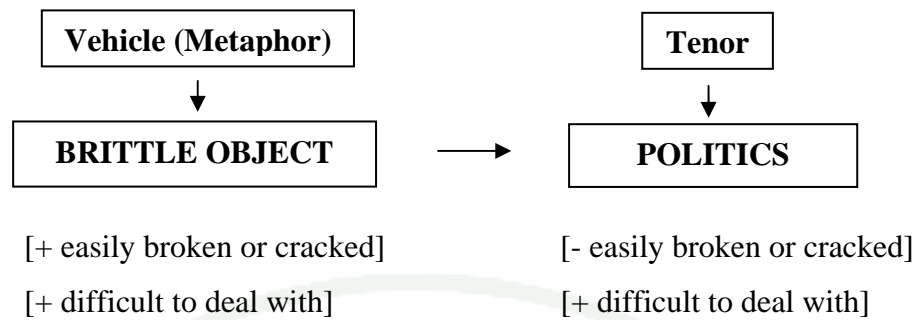 Vehicle (Metaphor) Tenor
BRITTLE OBJECT POLITICS
[+ easily broken or cracked] [- easily broken or cracked]
[+ difficult to deal with] [+ difficult to deal with]